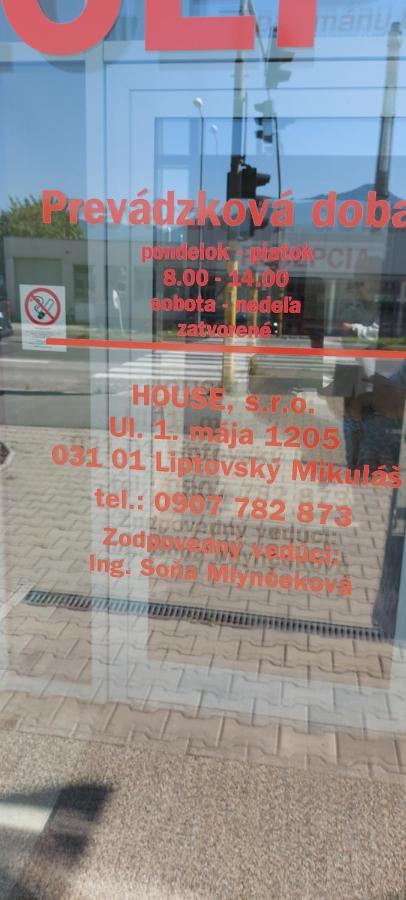 Prevádzková doba
pondelok - piatok
8.00 - 14.00
sobota - nedeľa
zatvorené
HOUSE, s.r.o.
Ul. 1. mája 1205
031 01 Liptovský Mikuláš
tel.: 0907 782 873
Zodpovedný vedúci:
Ing. Soňa Mlynčeková